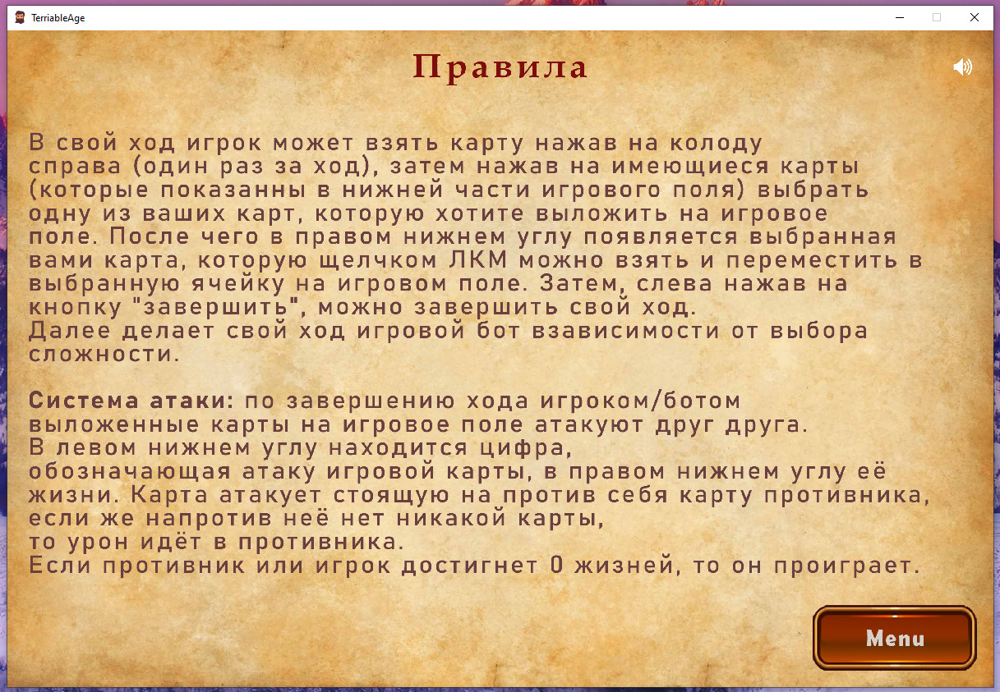 TerriableAge
Правила
В свой ход игрок может взять карту нажав на колоду
справа (один раз за ход), затем нажав на имеющиеся карты
(которые показанны в нижней части игрового поля) выбрать
одну из ваших карт, которую хотите выложить на игровое
поле. После чего в правом нижнем углу появляется выбранная
вами карта, которую щелчком ЛКМ можно взять и переместить в
выбранную ячейку на игровом поле. Затем, слева нажав на
кнопку "завершить", можно завершить свой ход.
Далее делает свой ход игровой бот взависимости от выбора
сложности.
Система атаки: по завершению хода игроком/ботом
выложенные карты на игровое поле атакуют друг друга.
В левом нижнем углу находится цифра,
обозначающая атаку игровой карты, в правом нижнем углу её
жизни. Карта атакует стоящую на против себя карту противника,
если же напротив неё нет никакой карты,
то урон идёт в противника.
Если противник или игрок достигнет 0 жизней, то он проиграет.
Menu